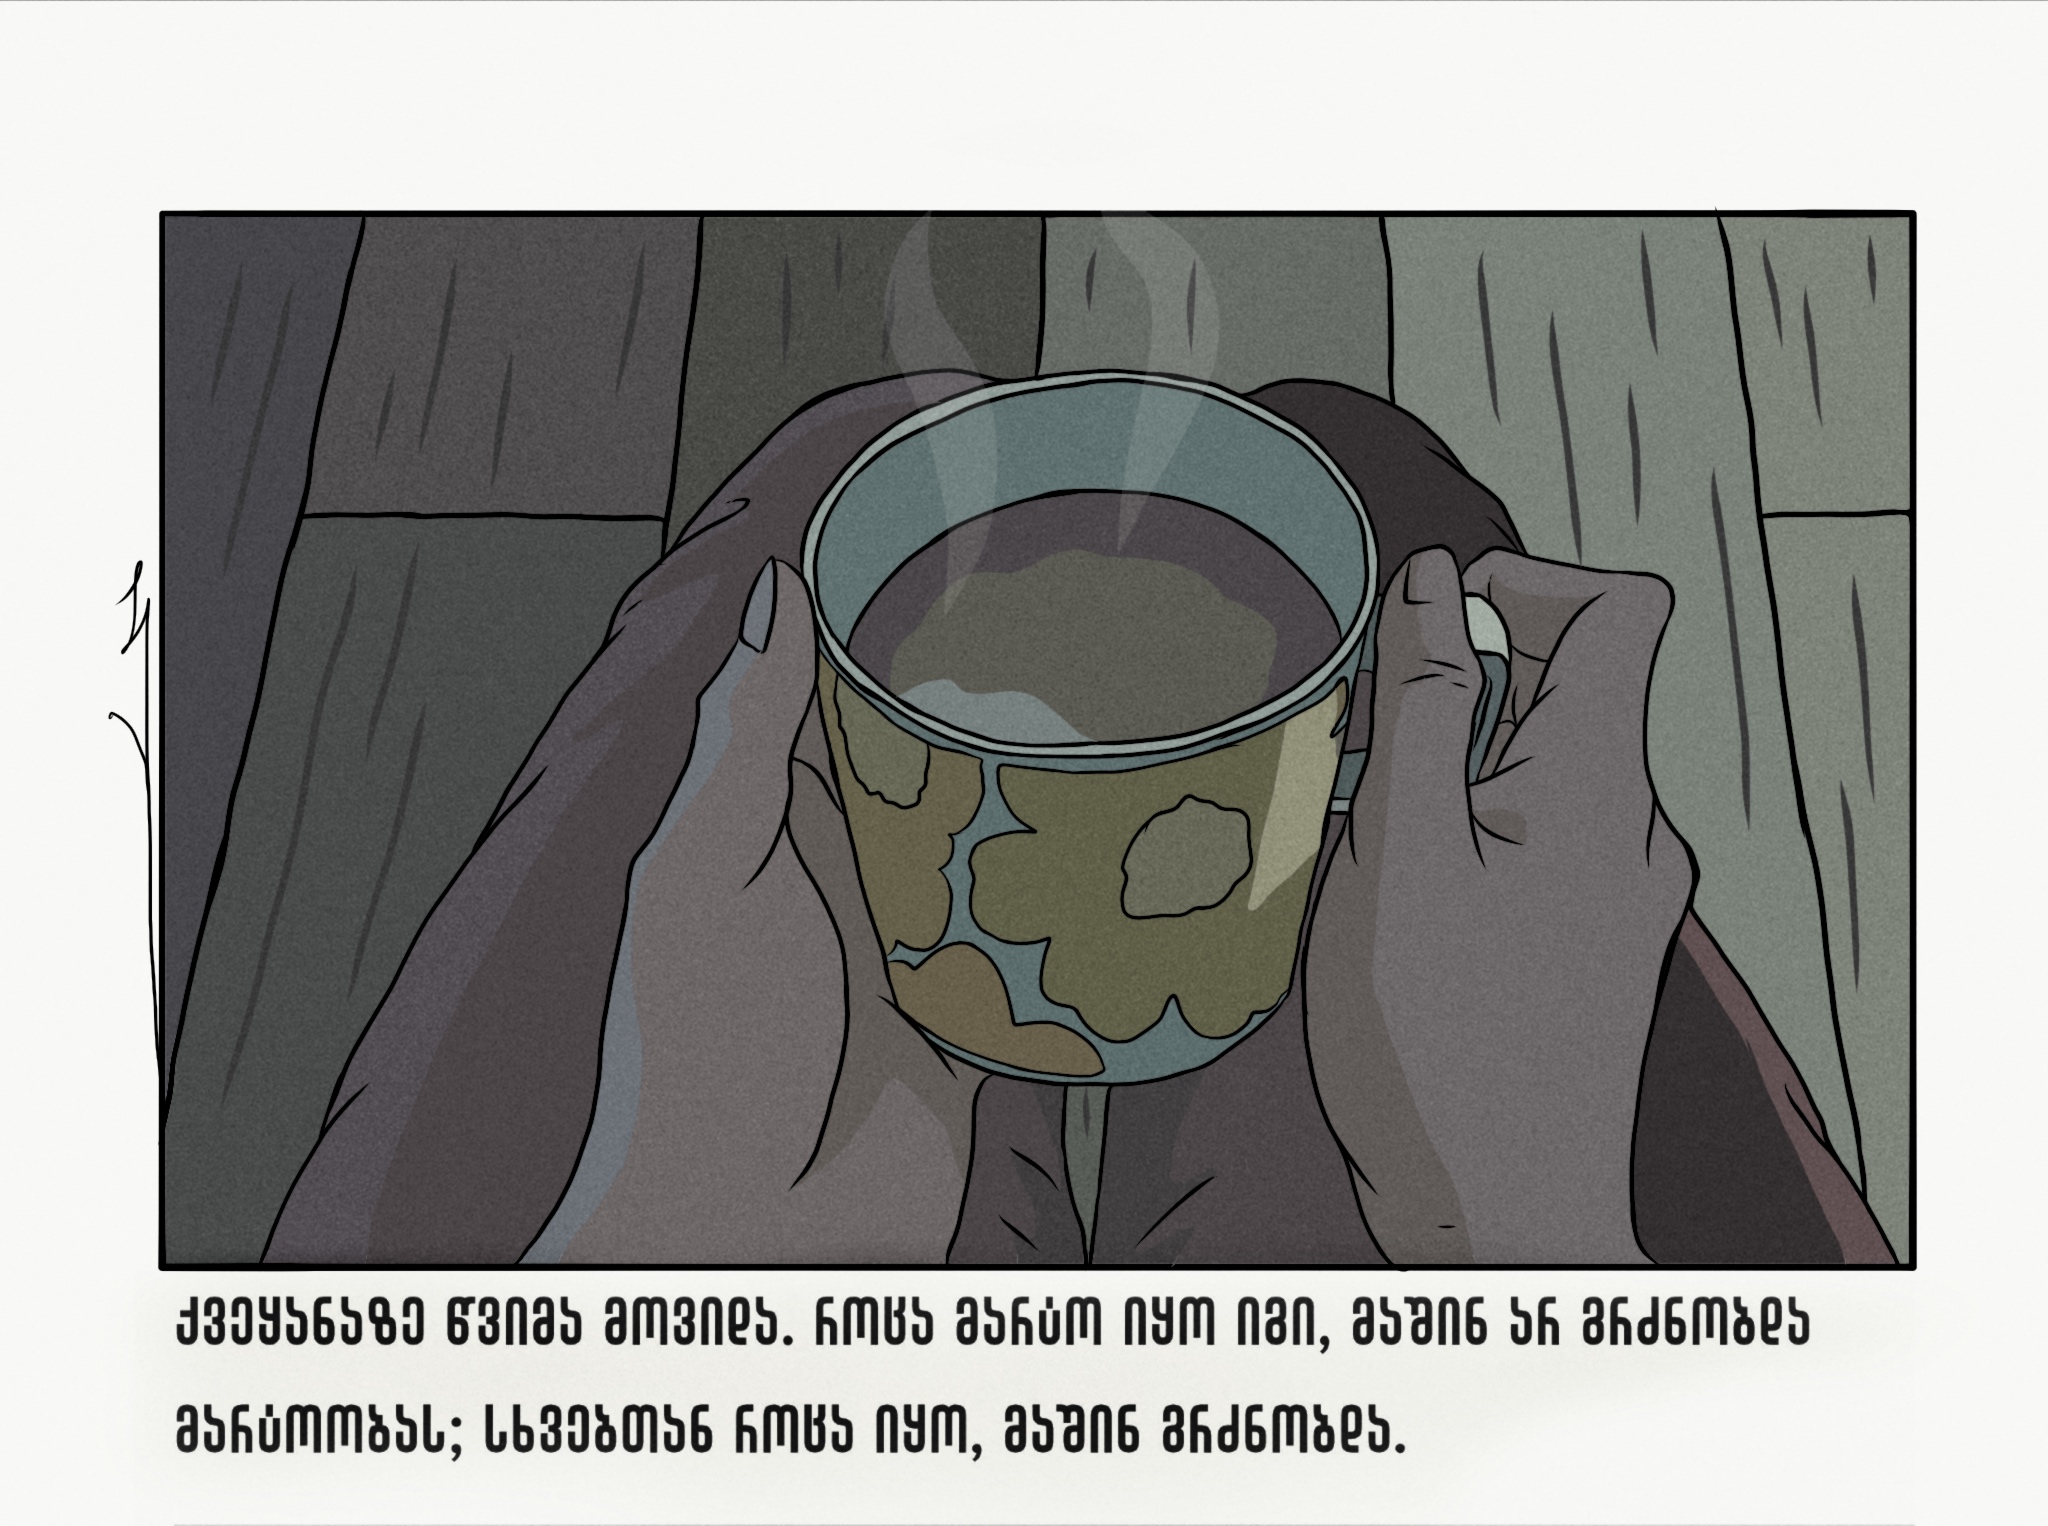 ქვეყანაზე წვიმა მოვიდა. როცა მარტო იყო იგი, მაშინ არ გრძნობდა
მარტოობას; სხვებთან როცა იყო, მაშინ გრძნობდა.